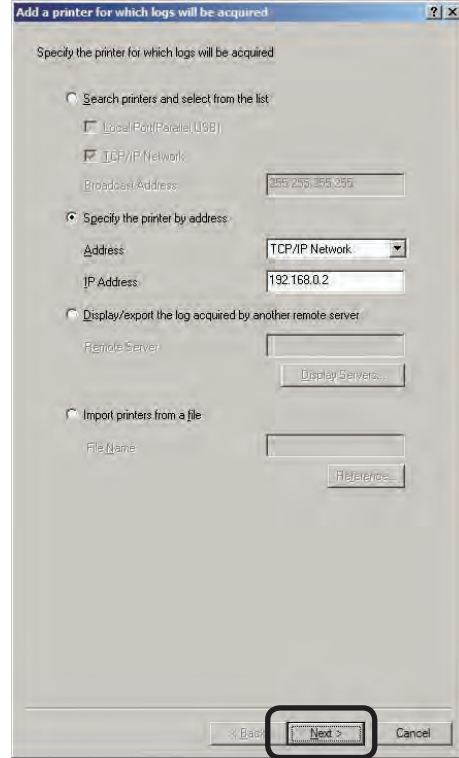 Add a printer for which logs will be acquired
Specify the printer for which logs will be acquired
Search printers and select from the list
Local Port(Parallel USB)
TCP/IP Network
Broadcast Address
255.255.255.255
Specify the printer by address
Address
TCP/IP Network
IP Address
192.168.0.2
Display/export the log acquired by another remote server
Remote Server
Display Servers...
Import printers from a file
File Name
Reference...
< Back
Next >
Cancel